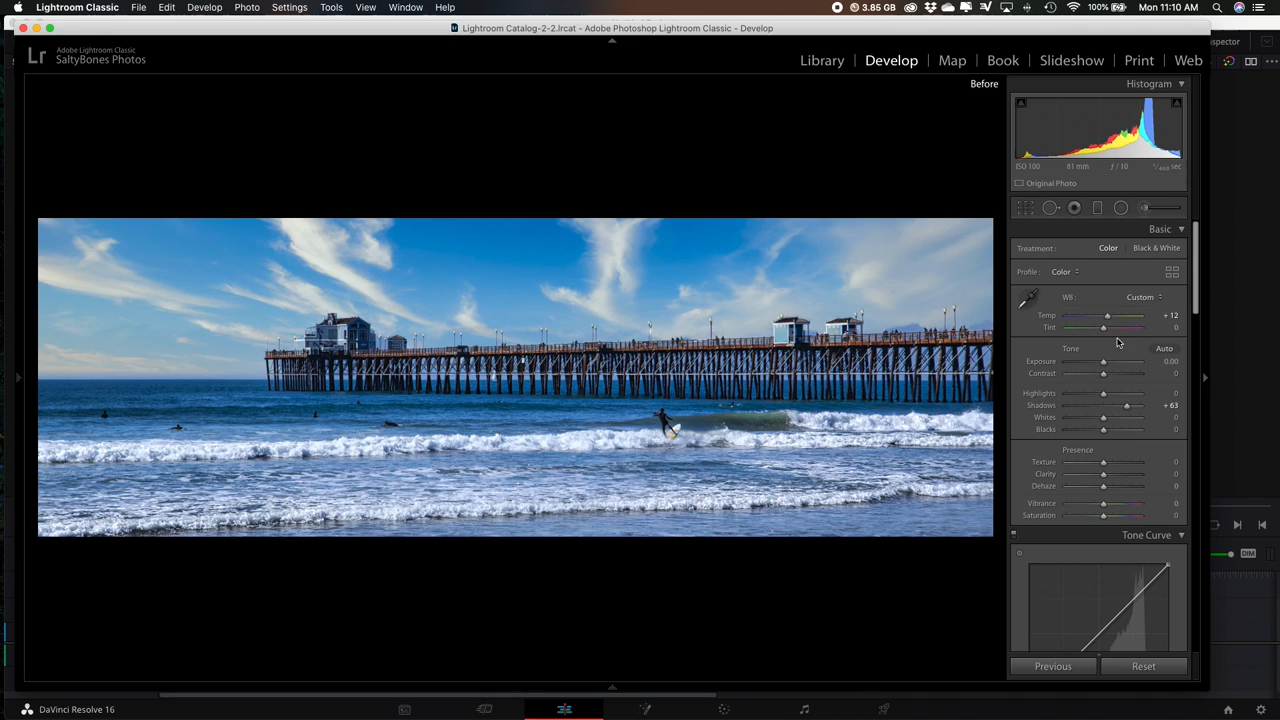 Lightroom Classic File Edit Develop Photo Settings Tools View Window Help 3.85 GB 100% Mon 11:10 AM
Lightroom Catalog-2-2.lrcat - Adobe Photoshop Lightroom Classic - Develop
Lr Adobe Lightroom Classic
SaltyBones Photos
Library | Develop | Map | Book | Slideshow | Print | Web
Before
Histogram
ISO 100 81 mm ƒ / 10 1/400 sec
Original Photo
Basic
Treatment : Color Black & White
Profile : Color
WB : Custom
Temp + 12
Tint 0
Tone Auto
Exposure 0.00
Contrast 0
Highlights 0
Shadows + 63
Whites 0
Blacks 0
Presence
Texture 0
Clarity 0
Dehaze 0
Vibrance 0
Saturation 0
Tone Curve
Previous Reset
DIM
DaVinci Resolve 16